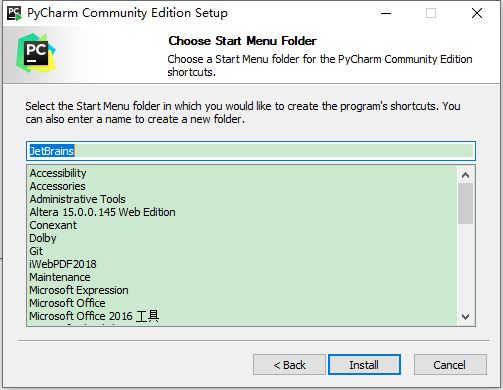 PyCharm Community Edition Setup
PC
Choose Start Menu Folder
Choose a Start Menu folder for the PyCharm Community Edition
shortcuts.
Select the Start Menu folder in which you would like to create the program's shortcuts. You
can also enter a name to create a new folder.
JetBrains
Accessibility
Accessories
Administrative Tools
Altera 15.0.0.145 Web Edition
Conexant
Dolby
Git
iWebPDF2018
Maintenance
Microsoft Expression
Microsoft Office
Microsoft Office 2016 工具
< Back
Install
Cancel